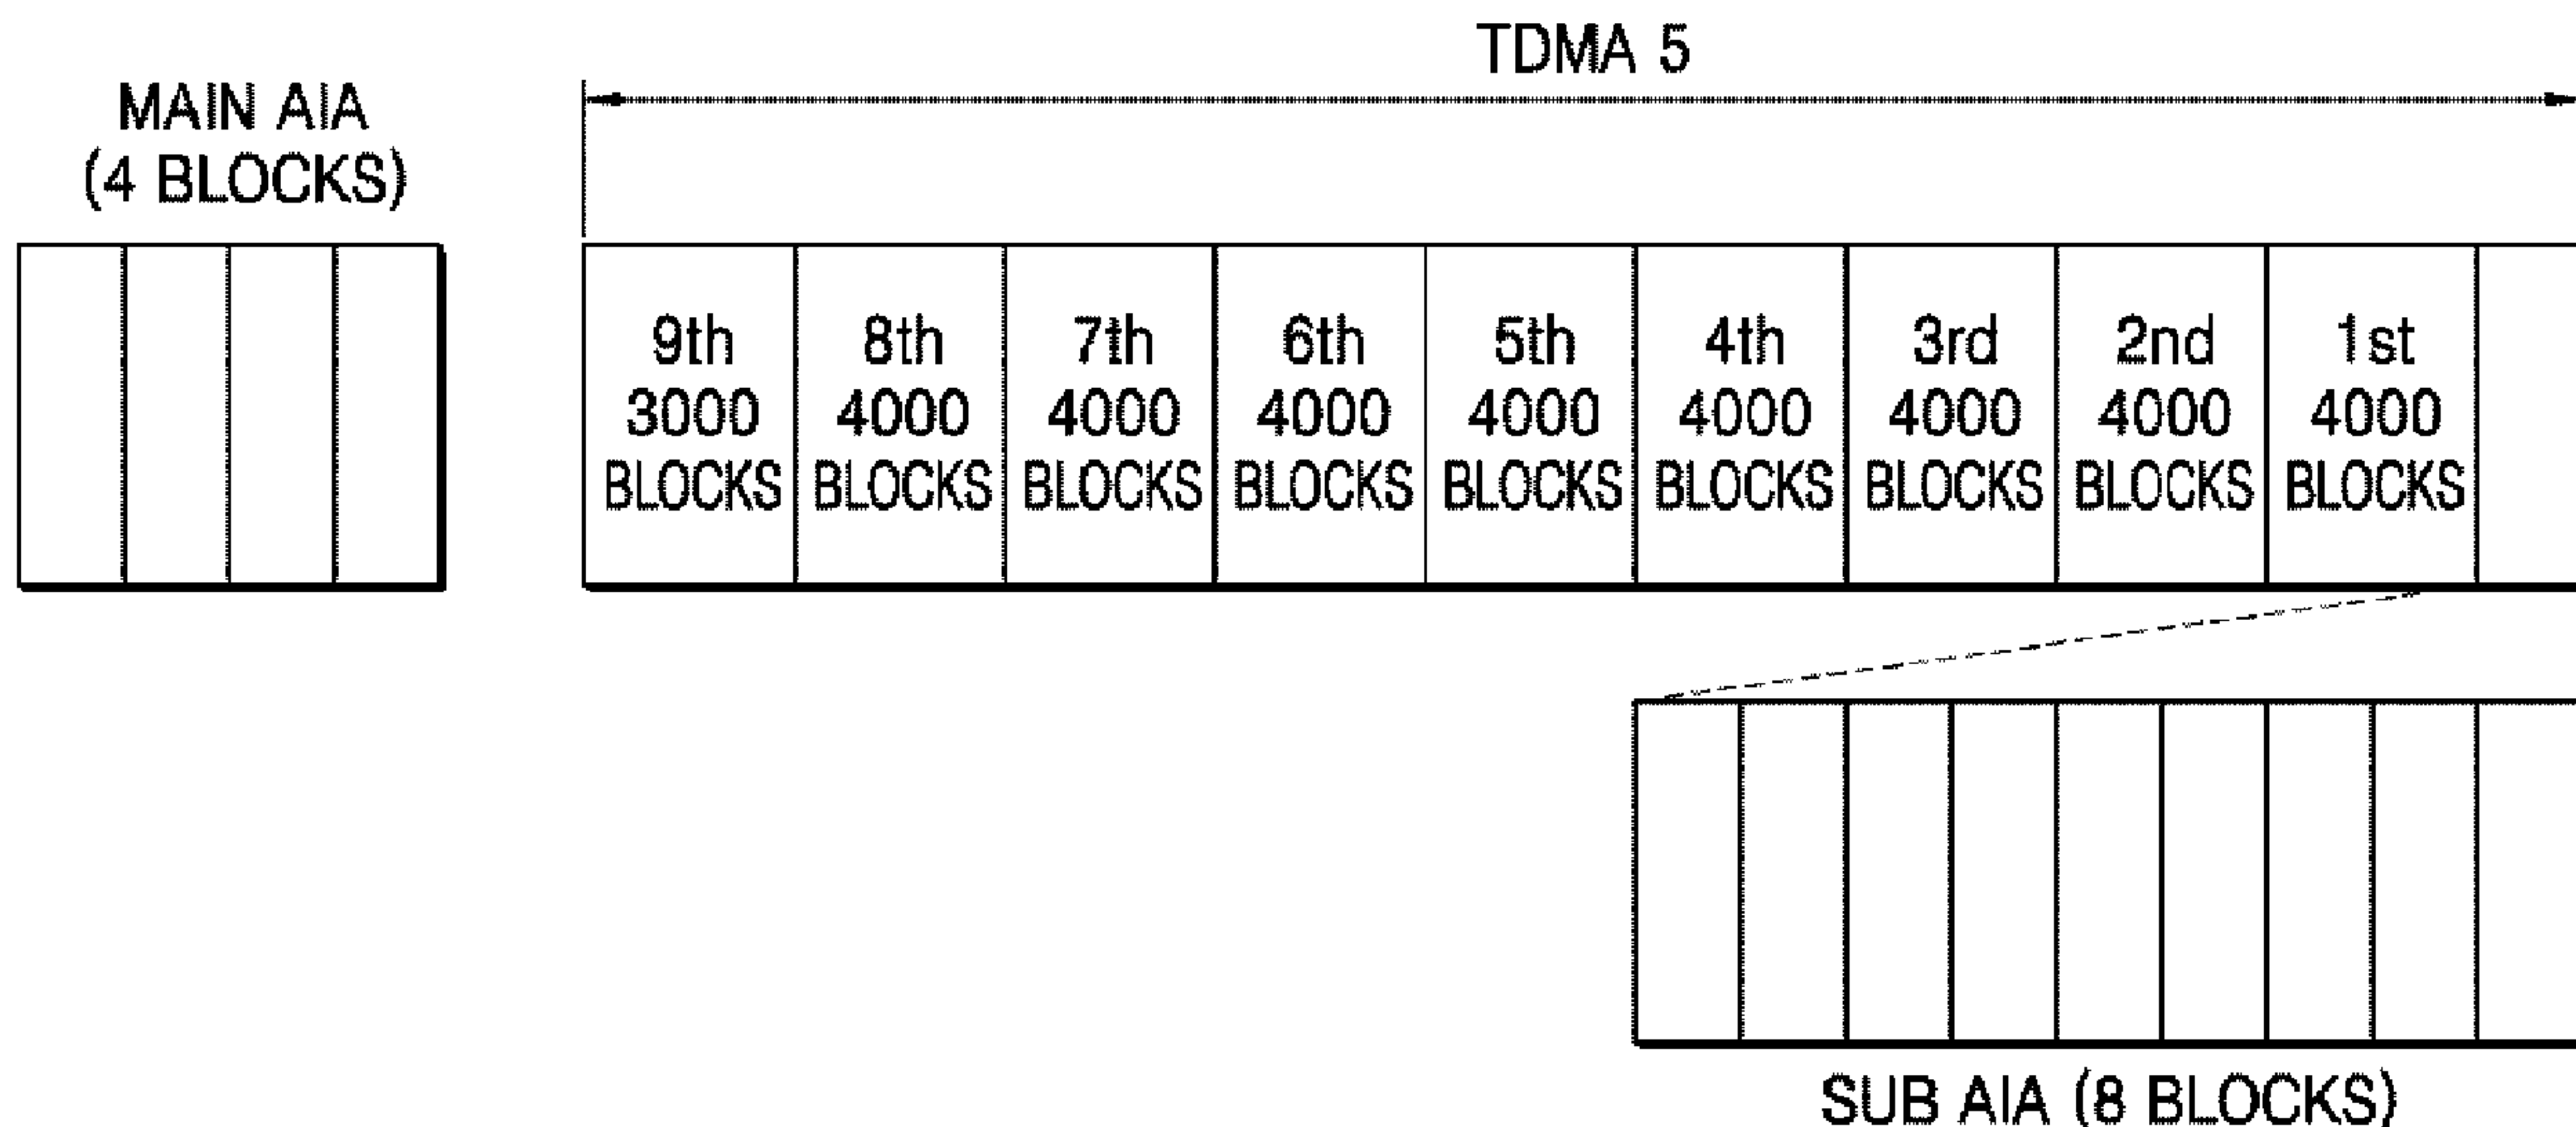 TDMA 5
MAIN AIA
(4 BLOCKS)
9th
3000
BLOCKS
8th
4000
BLOCKS
7th
4000
BLOCKS
6th
4000
BLOCKS
5th
4000
BLOCKS
4th
4000
BLOCKS
3rd
4000
BLOCKS
2nd
4000
BLOCKS
1st
4000
BLOCKS
SUB AIA (8 BLOCKS)